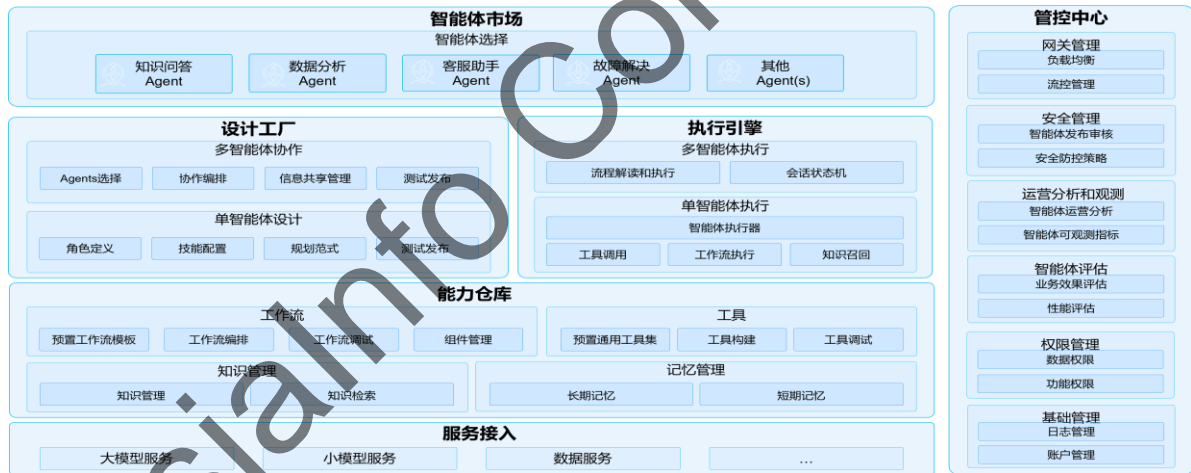 智能体市场
智能体选择
知识问答
Agent
数据分析
Agent
客服助手
Agent
故障解决
Agent
其他
Agent(s)
设计工厂
多智能体协作
Agents选择
协作编排
信息共享管理
测试发布
单智能体设计
角色定义
技能配置
规划范式
测试发布
执行引擎
多智能体执行
流程解读和执行
会话状态机
单智能体执行
智能体执行器
工具调用
工作流执行
知识召回
能力仓库
工作流
预置工作流模板
工作流编排
工作流调试
组件管理
工具
预置通用工具集
工具构建
工具调试
知识管理
知识管理
知识检索
记忆管理
长期记忆
短期记忆
服务接入
大模型服务
小模型服务
数据服务
...
管控中心
网关管理
负载均衡
流控管理
安全管理
智能体发布审核
安全防控策略
运营分析和观测
智能体运营分析
智能体可观测指标
智能体评估
业务效果评估
性能评估
权限管理
数据权限
功能权限
基础管理
日志管理
账户管理